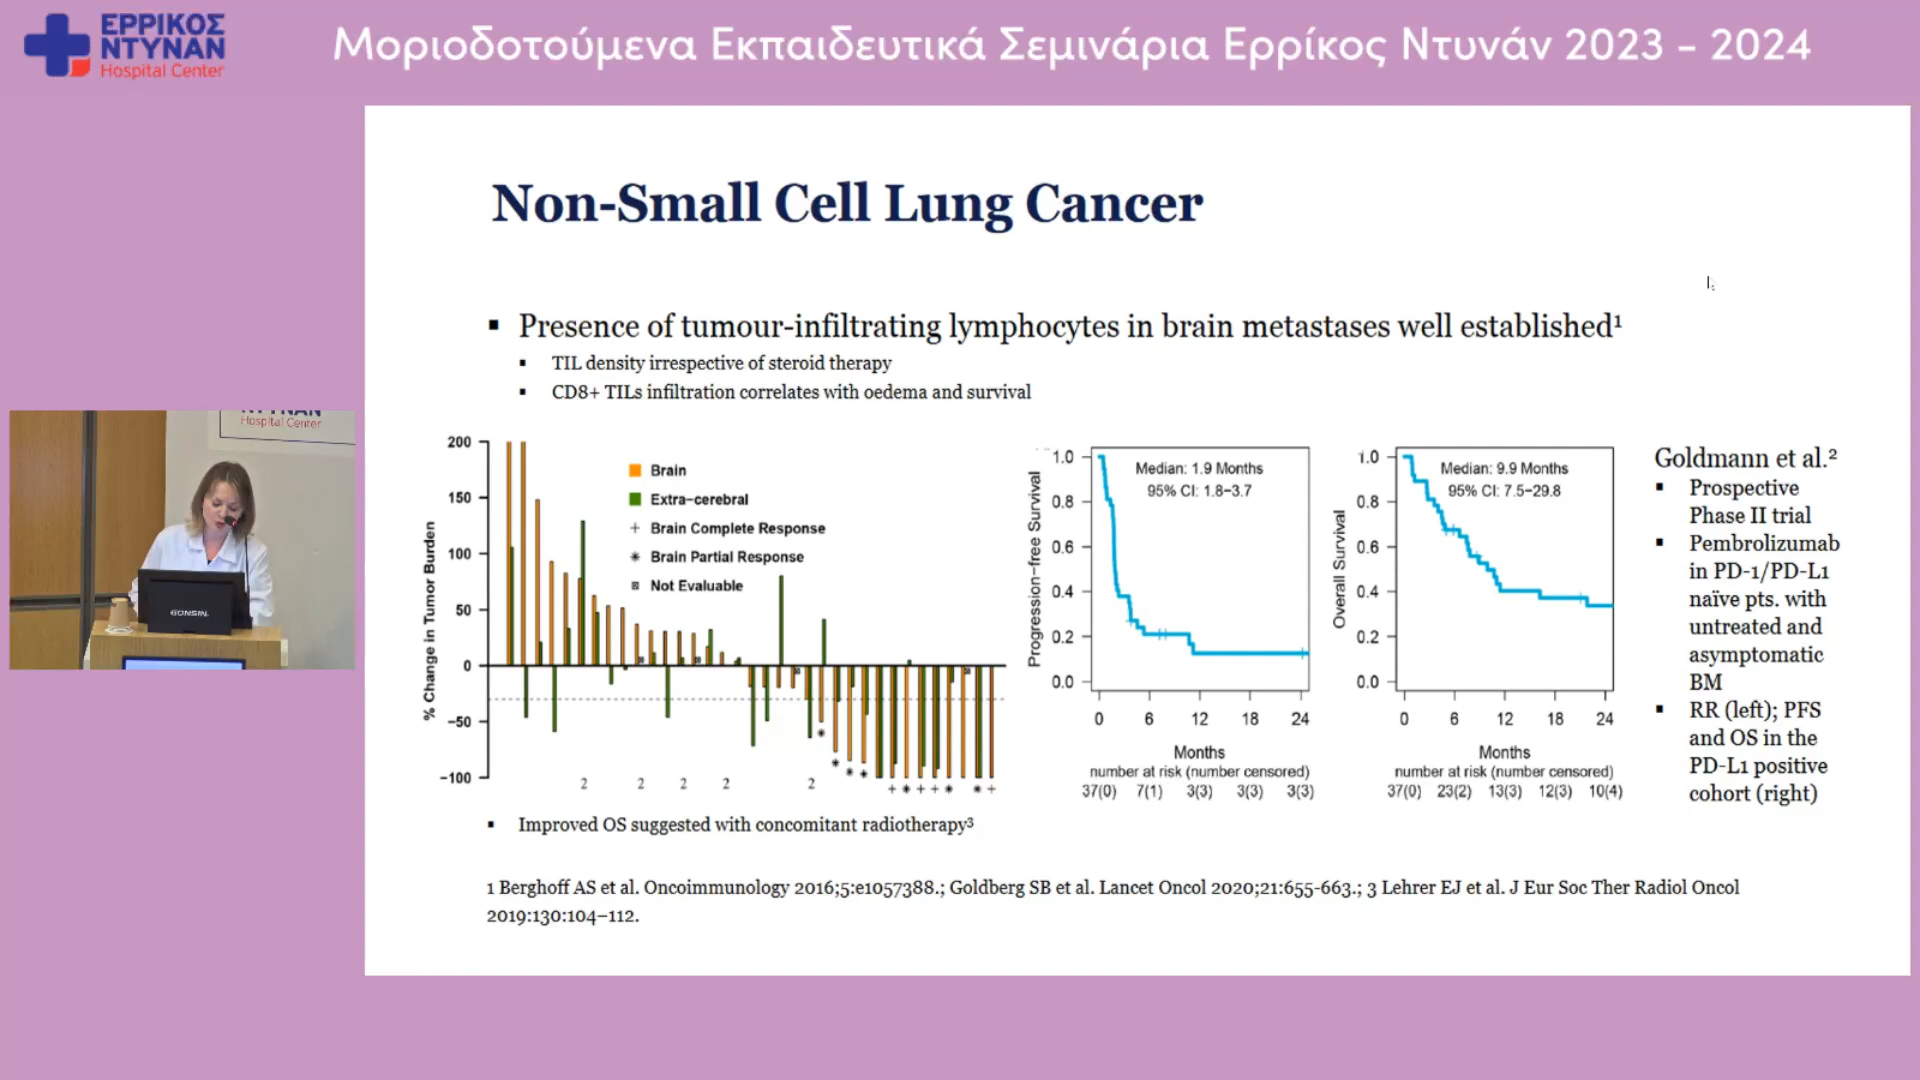 ΕΡΡΙΚΟΣ
ΝΤΥΝΑΝ
Hospital Center
Μοριοδοτούμενα Εκπαιδευτικά Σεμινάρια Ερρίκος Ντυνάν 2023 – 2024
Non-Small Cell Lung Cancer
▪ Presence of tumour-infiltrating lymphocytes in brain metastases well established¹
▪ TIL density irrespective of steroid therapy
▪ CD8+ TILs infiltration correlates with oedema and survival
% Change in Tumor Burden
200
150
100
50
0
−50
−100
Brain
Extra−cerebral
+ Brain Complete Response
* Brain Partial Response
Not Evaluable
2 2 2 2 2
+ * + + * * +
Progression−free Survival
1.0
0.8
0.6
0.4
0.2
0.0
Median: 1.9 Months
95% CI: 1.8−3.7
0 6 12 18 24
Months
number at risk (number censored)
37(0) 7(1) 3(3) 3(3) 3(3)
Overall Survival
1.0
0.8
0.6
0.4
0.2
0.0
Median: 9.9 Months
95% CI: 7.5−29.8
0 6 12 18 24
Months
number at risk (number censored)
37(0) 23(2) 13(3) 12(3) 10(4)
Goldmann et al.²
▪ Prospective
Phase II trial
▪ Pembrolizumab
in PD-1/PD-L1
naïve pts. with
untreated and
asymptomatic
BM
▪ RR (left); PFS
and OS in the
PD-L1 positive
cohort (right)
▪ Improved OS suggested with concomitant radiotherapy³
1 Berghoff AS et al. Oncoimmunology 2016;5:e1057388.; Goldberg SB et al. Lancet Oncol 2020;21:655-663.; 3 Lehrer EJ et al. J Eur Soc Ther Radiol Oncol
2019:130:104–112.
ΝΤΥΝΑΝ
Hospital Center
GONSIN